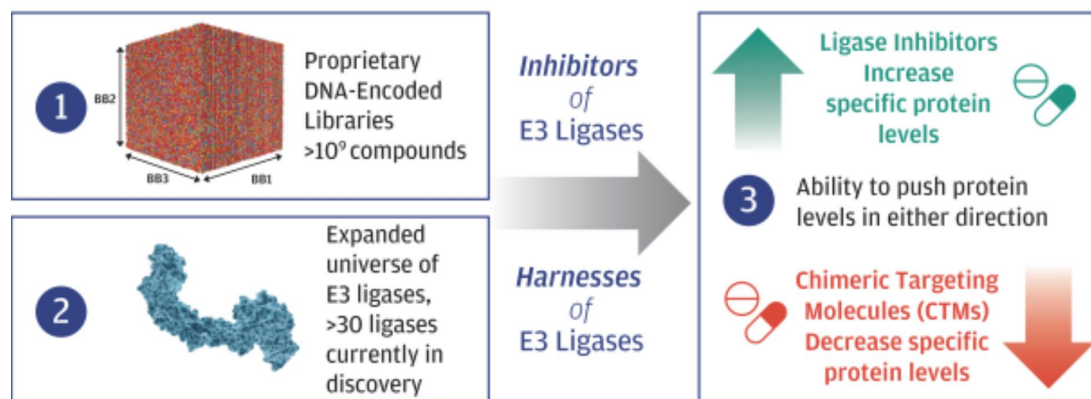 1
BB2
BB3
BB1
Proprietary
DNA-Encoded
Libraries
>10⁹ compounds
2
Expanded
universe of
E3 ligases,
>30 ligases
currently in
discovery
Inhibitors
of
E3 Ligases
Harnesses
of
E3 Ligases
Ligase Inhibitors
Increase
specific protein
levels
3
Ability to push protein
levels in either direction
Chimeric Targeting
Molecules (CTMs)
Decrease specific
protein levels